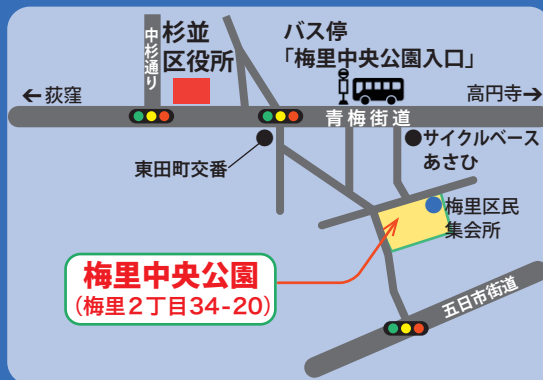 中杉通り
杉並
区役所
バス停
「梅里中央公園入口」
←荻窪
高円寺→
青梅街道
東田町交番
サイクルベース
あさひ
梅里区民
集会所
梅里中央公園
(梅里2丁目34-20)
五日市街道